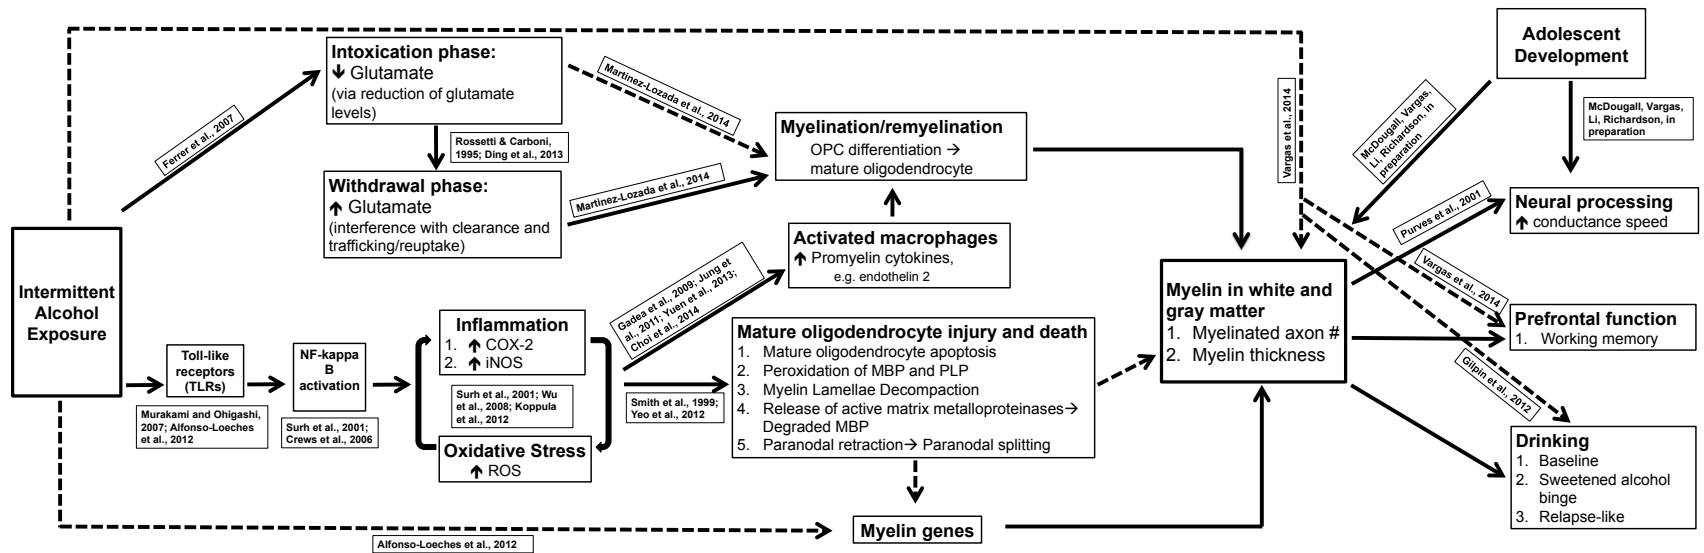 Intermittent
Alcohol
Exposure
Ferrer et al., 2007
Intoxication phase:
↓ Glutamate
(via reduction of glutamate
levels)
Rossetti & Carboni,
1995; Ding et al., 2013
Withdrawal phase:
↑ Glutamate
(interference with clearance and
trafficking/reuptake)
Martinez-Lozada et al.,
2014
Martinez-Lozada et al., 2014
Myelination/remyelination
OPC differentiation →
mature oligodendrocyte
Activated macrophages
↑ Promyelin cytokines,
e.g. endothelin 2
Gadea et al., 2009; Jung et
al., 2011; Yuen et al., 2013;
Choi et al., 2014
Toll-like
receptors
(TLRs)
Murakami and Ohigashi,
2007; Alfonso-Loeches
et al., 2012
NF-kappa
B
activation
Surh et al., 2001;
Crews et al., 2006
Inflammation
1. ↑ COX-2
2. ↑ iNOS
Surh et al., 2001; Wu
et al., 2008; Koppula
et al., 2012
Oxidative Stress
↑ ROS
Smith et al., 1999;
Yeo et al., 2012
Mature oligodendrocyte injury and death
1. Mature oligodendrocyte apoptosis
2. Peroxidation of MBP and PLP
3. Myelin Lamellae Decompaction
4. Release of active matrix metalloproteinases→
Degraded MBP
5. Paranodal retraction→ Paranodal splitting
Myelin genes
Alfonso-Loeches et al., 2012
Vargas et al., 2014
Myelin in white and
gray matter
1. Myelinated axon #
2. Myelin thickness
Adolescent
Development
McDougall, Vargas,
Li, Richardson, in
preparation
McDougall, Vargas,
Li, Richardson, in
preparation
Purves et al., 2001
Neural processing
↑ conductance speed
Vargas et al.,
2014
Prefrontal function
1. Working memory
Gilpin et al.,
2012
Drinking
1. Baseline
2. Sweetened alcohol
binge
3. Relapse-like